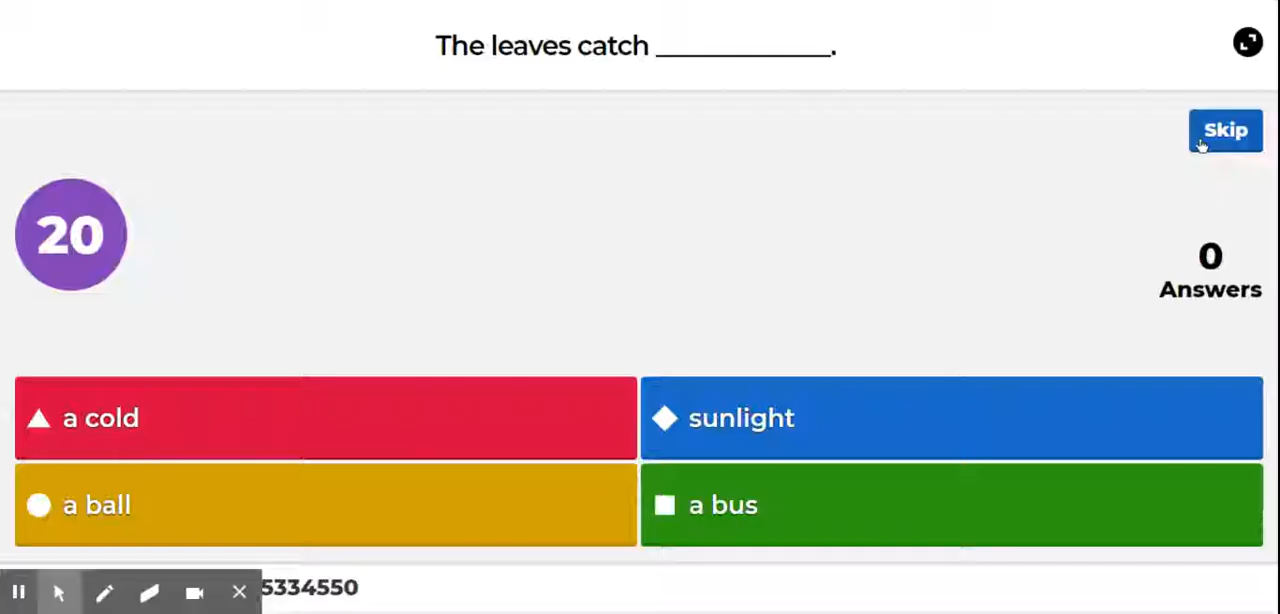 The leaves catch ____________.
Skip
20
0
Answers
a cold
sunlight
a ball
a bus
5334550